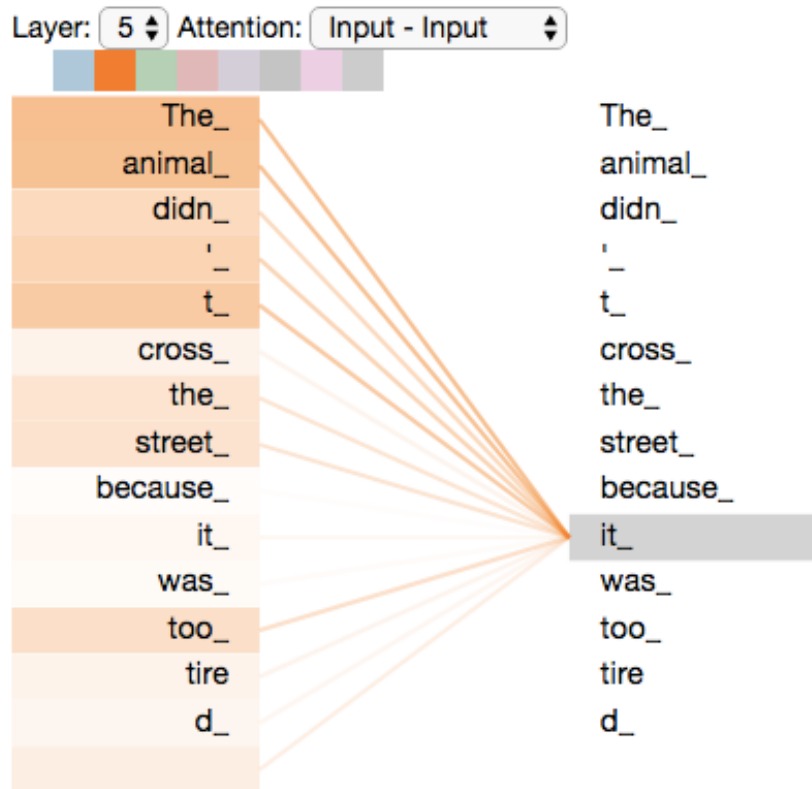 Layer: 5 Attention: Input - Input
The_ The_
animal_ animal_
didn_ didn_
'_ '_
t_ t_
cross_ cross_
the_ the_
street_ street_
because_ because_
it_ it_
was_ was_
too_ too_
tire tire
d_ d_